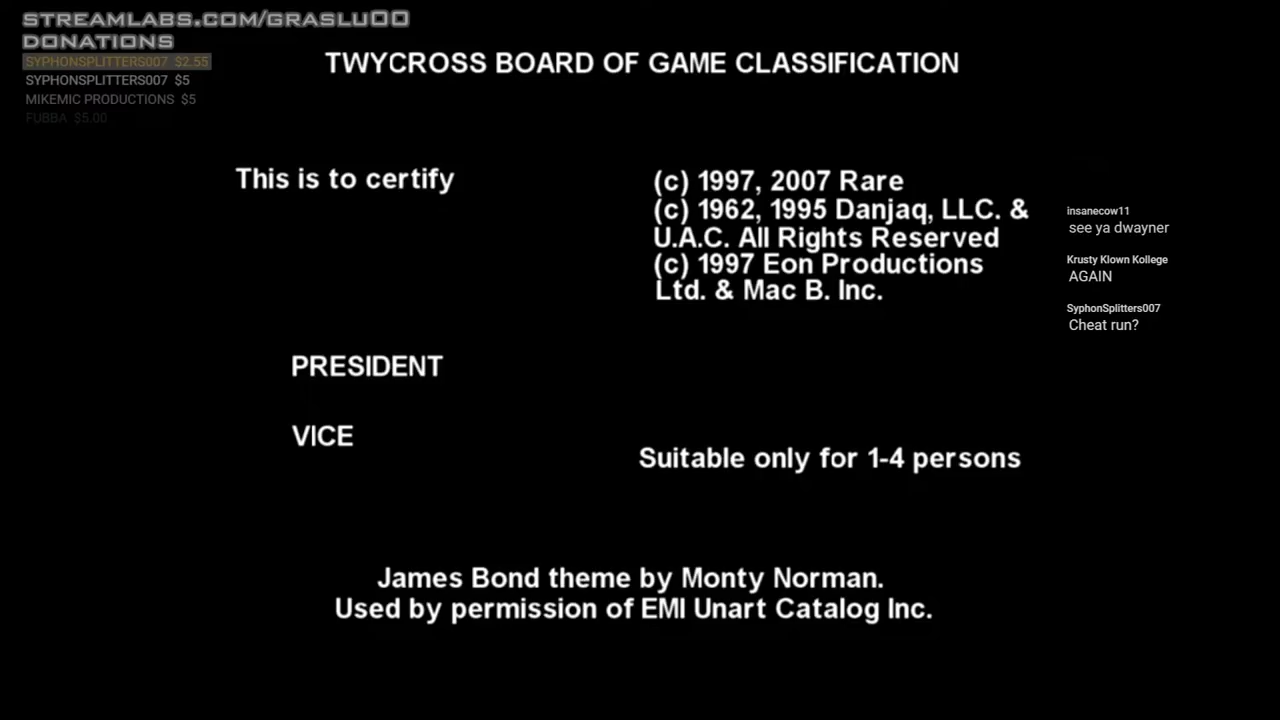 STREAMLABS.COM/GRASLU00
DONATIONS
SYPHONSPLITTERS007 $2.55
SYPHONSPLITTERS007 $5
MIKEMIC PRODUCTIONS $5
FUBBA $5.00
TWYCROSS BOARD OF GAME CLASSIFICATION
This is to certify
(c) 1997, 2007 Rare
(c) 1962, 1995 Danjaq, LLC. &
U.A.C. All Rights Reserved
(c) 1997 Eon Productions
Ltd. & Mac B. Inc.
insanecow11
see ya dwayner
Krusty Klown Kollege
AGAIN
SyphonSplitters007
Cheat run?
PRESIDENT
VICE
Suitable only for 1-4 persons
James Bond theme by Monty Norman.
Used by permission of EMI Unart Catalog Inc.